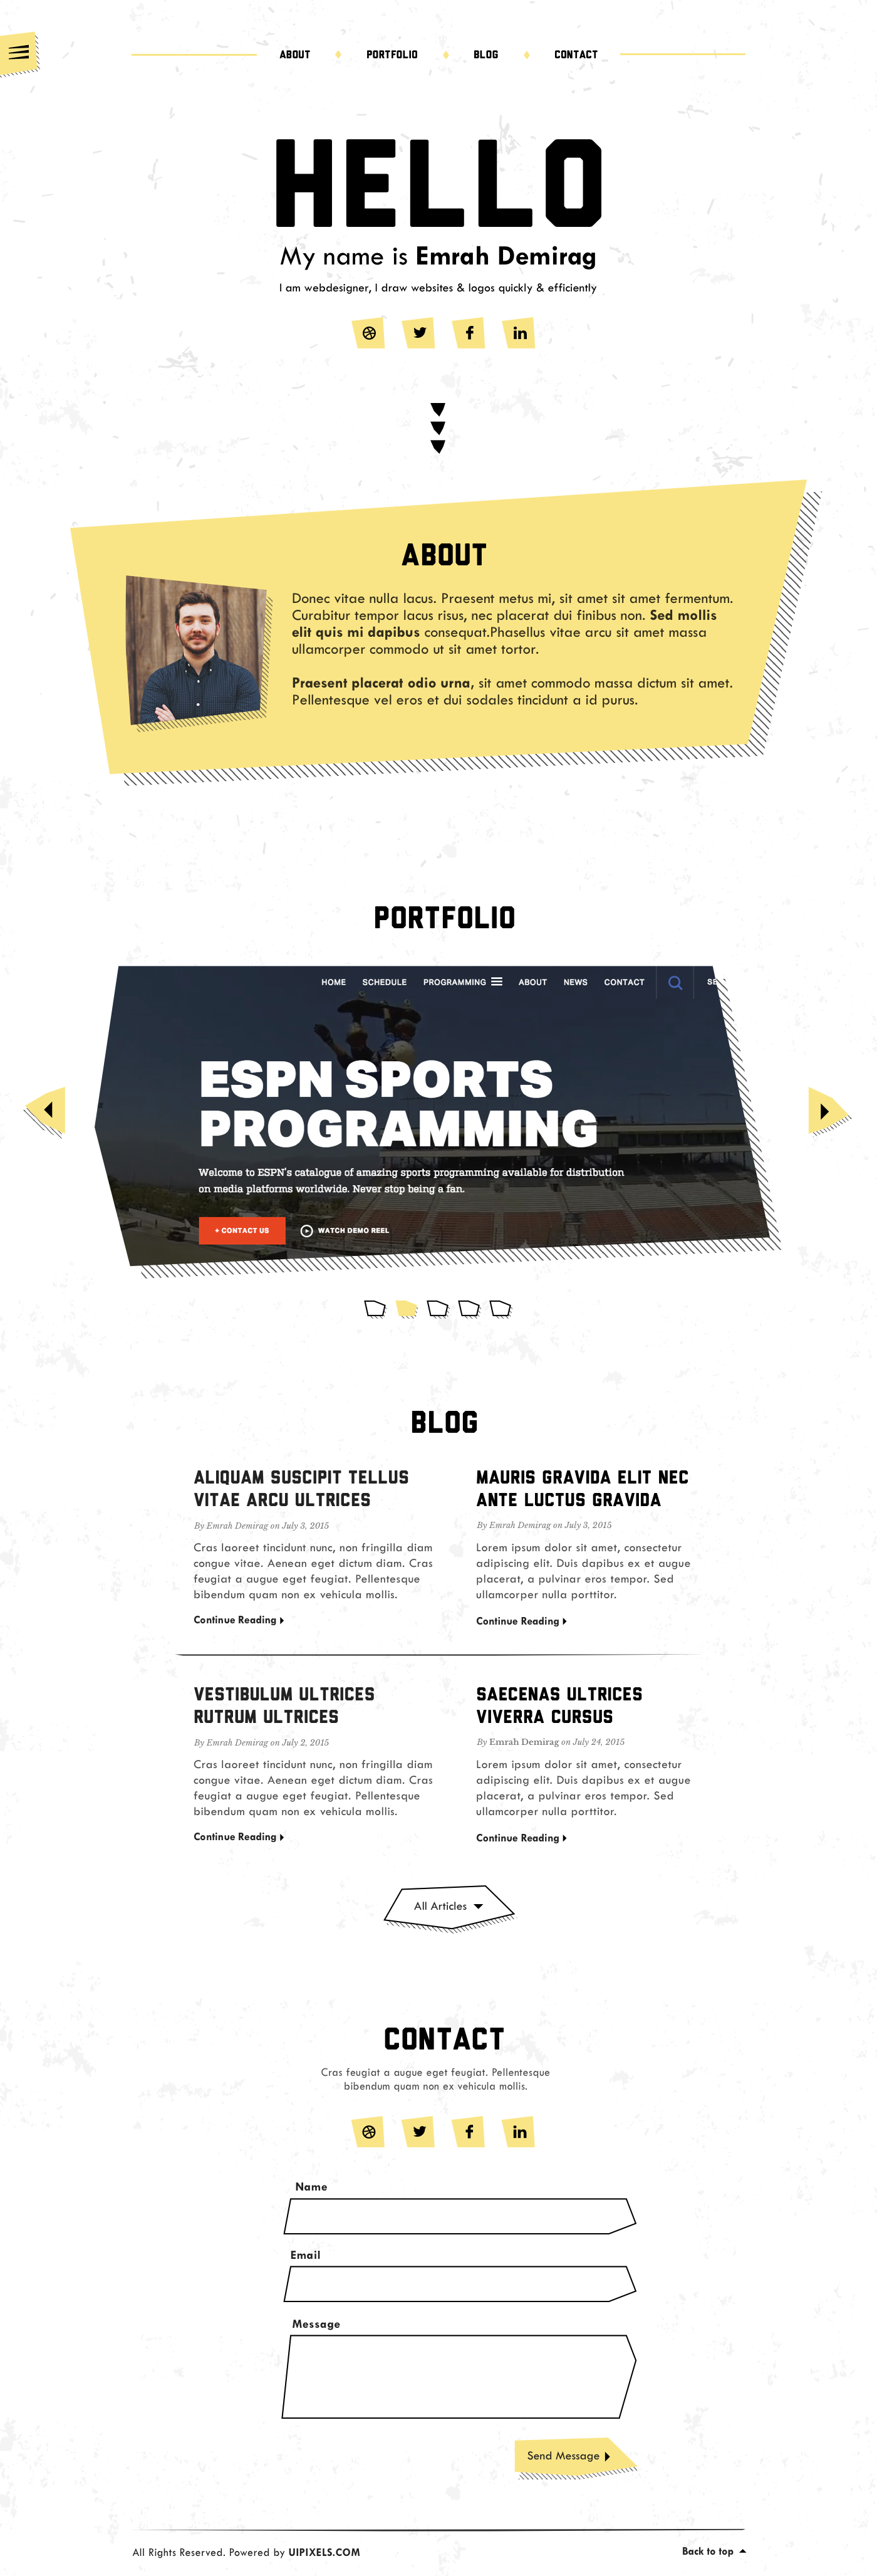 ABOUT PORTFOLIO BLOG CONTACT
HELLO
My name is Emrah Demirag
I am webdesigner, I draw websites & logos quickly & efficiently
ABOUT
Donec vitae nulla lacus. Praesent metus mi, sit amet sit amet fermentum.
Curabitur tempor lacus risus, nec placerat dui finibus non. Sed mollis
elit quis mi dapibus consequat.Phasellus vitae arcu sit amet massa
ullamcorper commodo ut sit amet tortor.
Praesent placerat odio urna, sit amet commodo massa dictum sit amet.
Pellentesque vel eros et dui sodales tincidunt a id purus.
PORTFOLIO
HOME SCHEDULE PROGRAMMING ABOUT NEWS CONTACT
ESPN SPORTS
PROGRAMMING
Welcome to ESPN's catalogue of amazing sports programming available for distribution
on media platforms worldwide. Never stop being a fan.
+ CONTACT US WATCH DEMO REEL
BLOG
ALIQUAM SUSCIPIT TELLUS
VITAE ARCU ULTRICES
By Emrah Demirag on July 3, 2015
Cras laoreet tincidunt nunc, non fringilla diam
congue vitae. Aenean eget dictum diam. Cras
feugiat a augue eget feugiat. Pellentesque
bibendum quam non ex vehicula mollis.
Continue Reading
MAURIS GRAVIDA ELIT NEC
ANTE LUCTUS GRAVIDA
By Emrah Demirag on July 3, 2015
Lorem ipsum dolor sit amet, consectetur
adipiscing elit. Duis dapibus ex et augue
placerat, a pulvinar eros tempor. Sed
ullamcorper nulla porttitor.
Continue Reading
VESTIBULUM ULTRICES
RUTRUM ULTRICES
By Emrah Demirag on July 2, 2015
Cras laoreet tincidunt nunc, non fringilla diam
congue vitae. Aenean eget dictum diam. Cras
feugiat a augue eget feugiat. Pellentesque
bibendum quam non ex vehicula mollis.
Continue Reading
SAECENAS ULTRICES
VIVERRA CURSUS
By Emrah Demirag on July 24, 2015
Lorem ipsum dolor sit amet, consectetur
adipiscing elit. Duis dapibus ex et augue
placerat, a pulvinar eros tempor. Sed
ullamcorper nulla porttitor.
Continue Reading
All Articles
CONTACT
Cras feugiat a augue eget feugiat. Pellentesque
bibendum quam non ex vehicula mollis.
Name
Email
Message
Send Message
All Rights Reserved. Powered by UIPIXELS.COM
Back to top